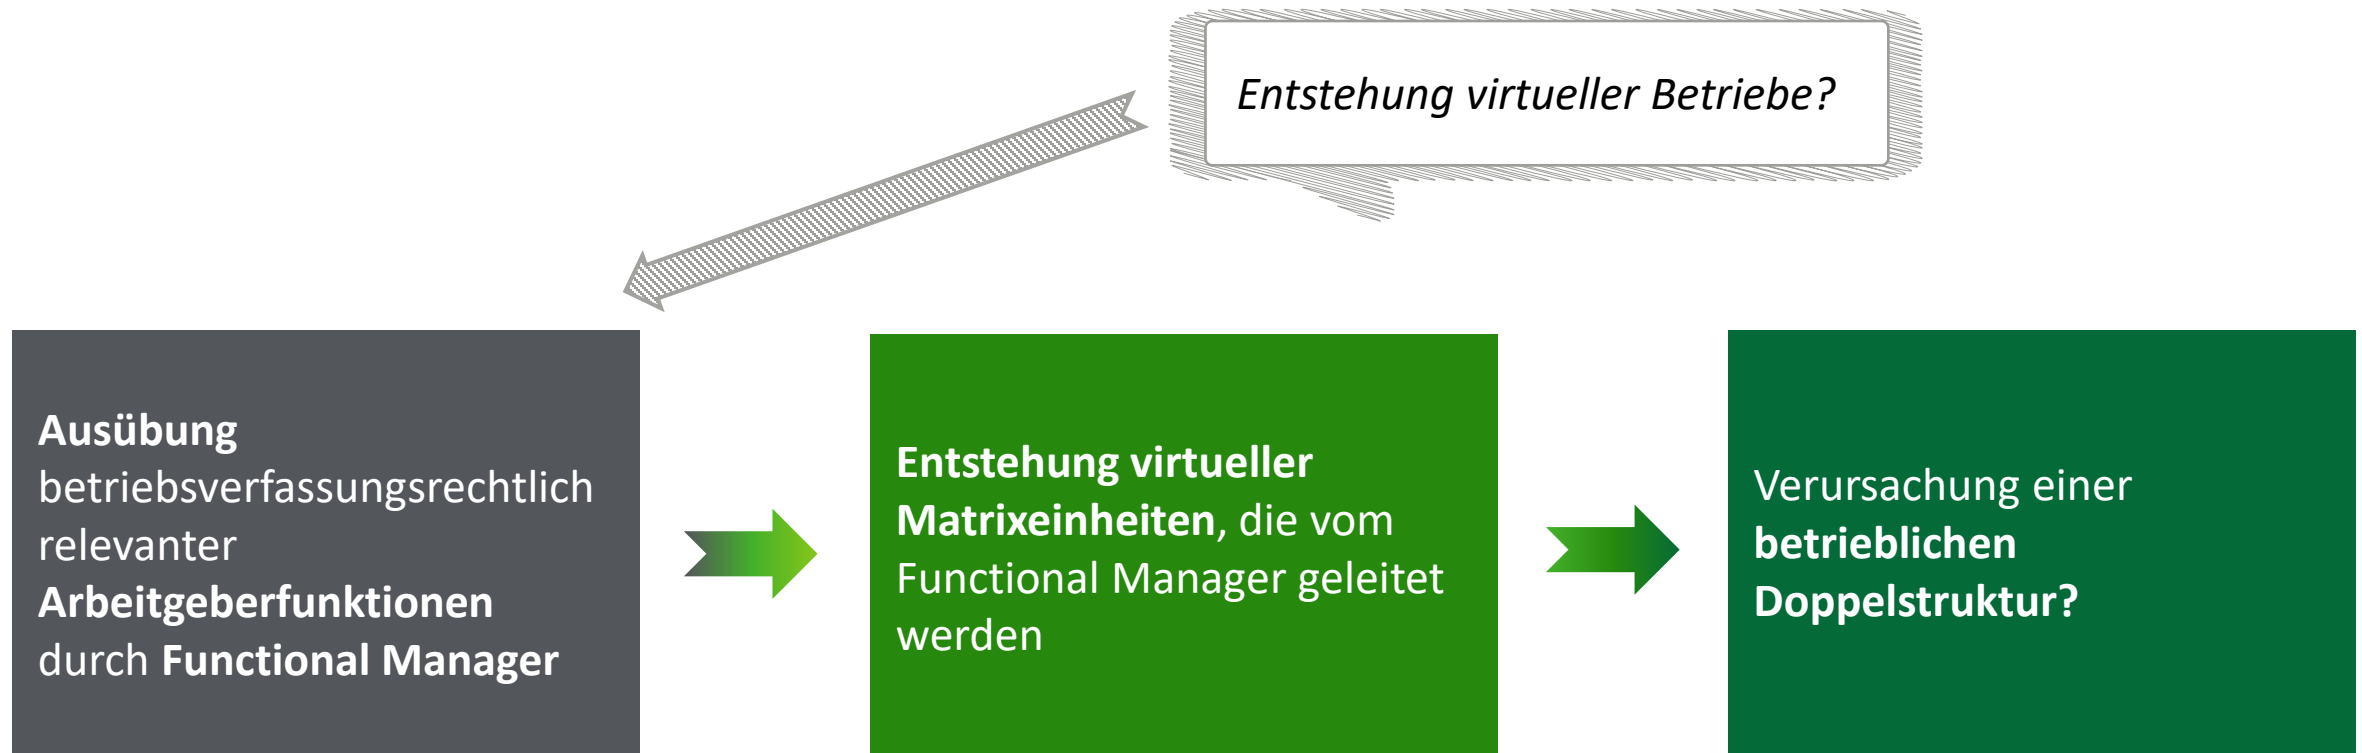 Entstehung virtueller Betriebe?
Ausübung
betriebsverfassungsrechtlich
relevanter
Arbeitgeberfunktionen
durch Functional Manager
Entstehung virtueller
Matrixeinheiten, die vom
Functional Manager geleitet
werden
Verursachung einer
betrieblichen
Doppelstruktur?